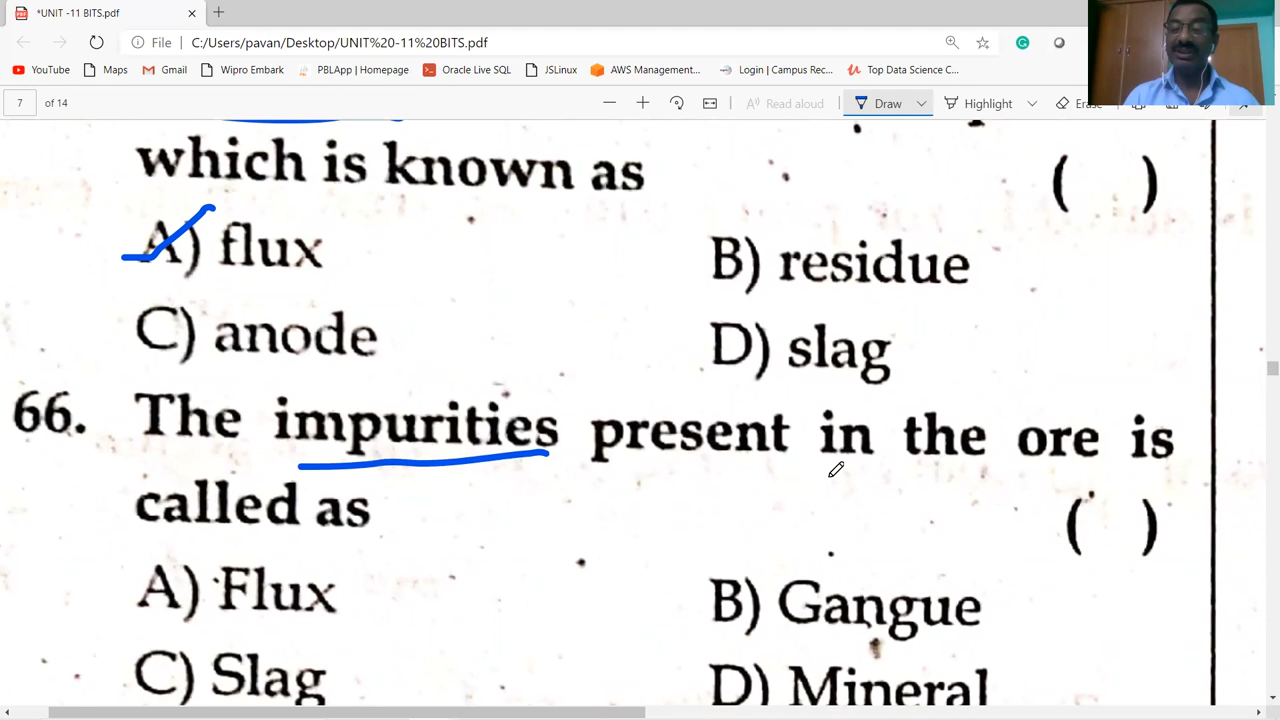 *UNIT -11 BITS.pdf
File C:/Users/pavan/Desktop/UNIT%20-11%20BITS.pdf
YouTube Maps Gmail Wipro Embark PBLApp | Homepage Oracle Live SQL JSLinux AWS Management... Login | Campus Rec... Top Data Science C...
7 of 14 Read aloud Draw Highlight Erase
which is known as ( )
A) flux B) residue
C) anode D) slag
66. The impurities present in the ore is
called as ( )
A) Flux B) Gangue
C) Slag D) Mineral